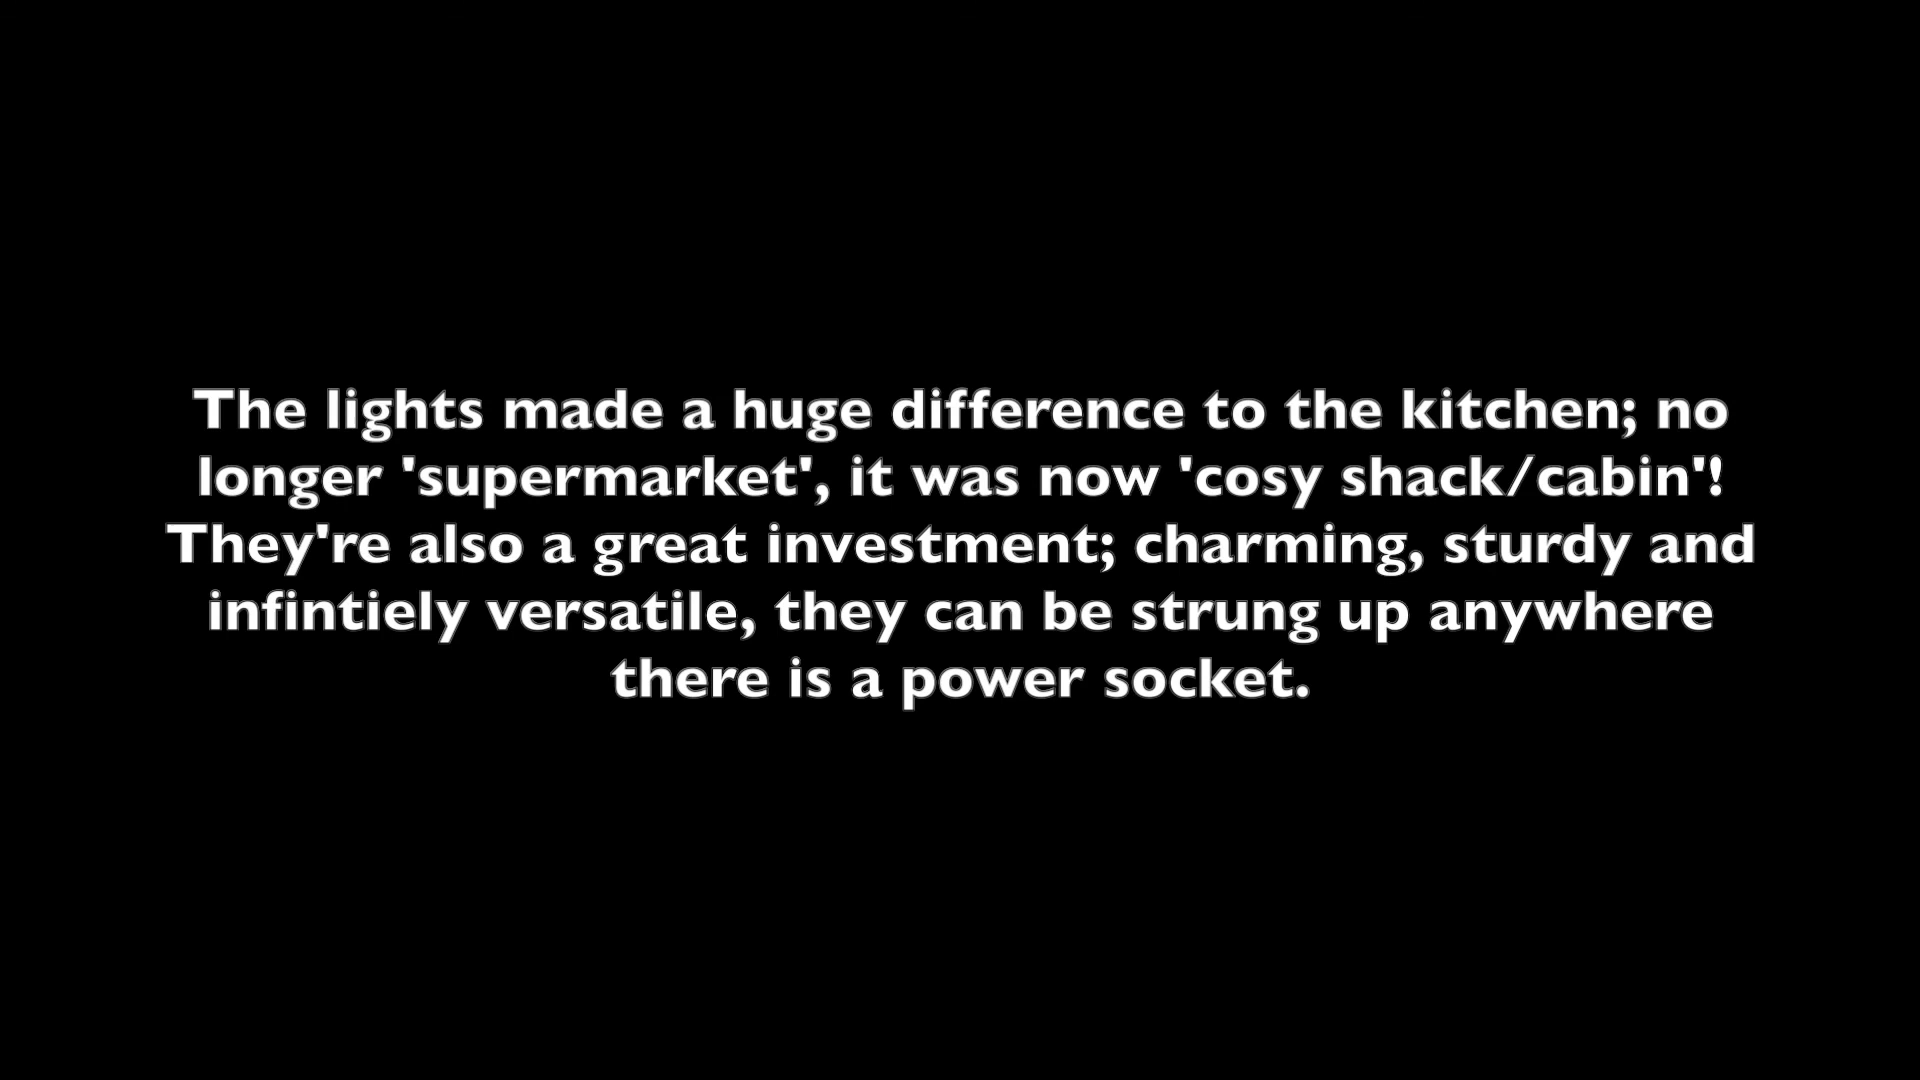 The lights made a huge difference to the kitchen; no
longer 'supermarket', it was now 'cosy shack/cabin'!
They're also a great investment; charming, sturdy and
infintiely versatile, they can be strung up anywhere
there is a power socket.